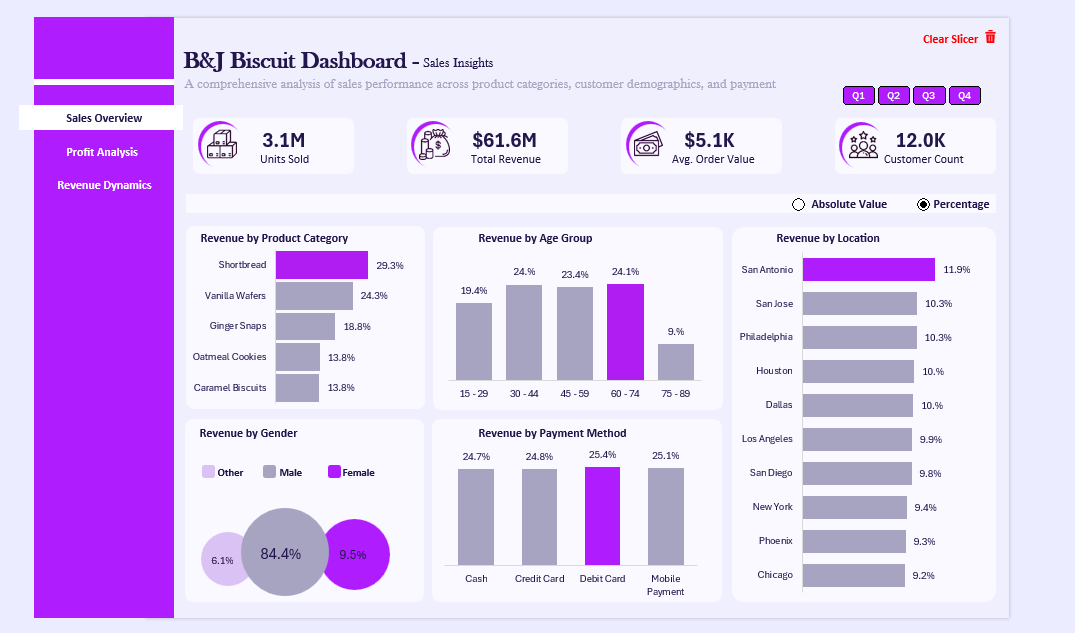 Clear Slicer
B&J Biscuit Dashboard - Sales Insights
A comprehensive analysis of sales performance across product categories, customer demographics, and payment
Q1 Q2 Q3 Q4
Sales Overview
Profit Analysis
Revenue Dynamics
3.1M
Units Sold
$61.6M
Total Revenue
$5.1K
Avg. Order Value
12.0K
Customer Count
Absolute Value Percentage
Revenue by Product Category
Shortbread 29.3%
Vanilla Wafers 24.3%
Ginger Snaps 18.8%
Oatmeal Cookies 13.8%
Caramel Biscuits 13.8%
Revenue by Age Group
19.4% 24.% 23.4% 24.1% 9.%
15 - 29 30 - 44 45 - 59 60 - 74 75 - 89
Revenue by Location
San Antonio 11.9%
San Jose 10.3%
Philadelphia 10.3%
Houston 10.%
Dallas 10.%
Los Angeles 9.9%
San Diego 9.8%
New York 9.4%
Phoenix 9.3%
Chicago 9.2%
Revenue by Gender
Other Male Female
6.1% 84.4% 9.5%
Revenue by Payment Method
24.7% 24.8% 25.4% 25.1%
Cash Credit Card Debit Card Mobile
Payment